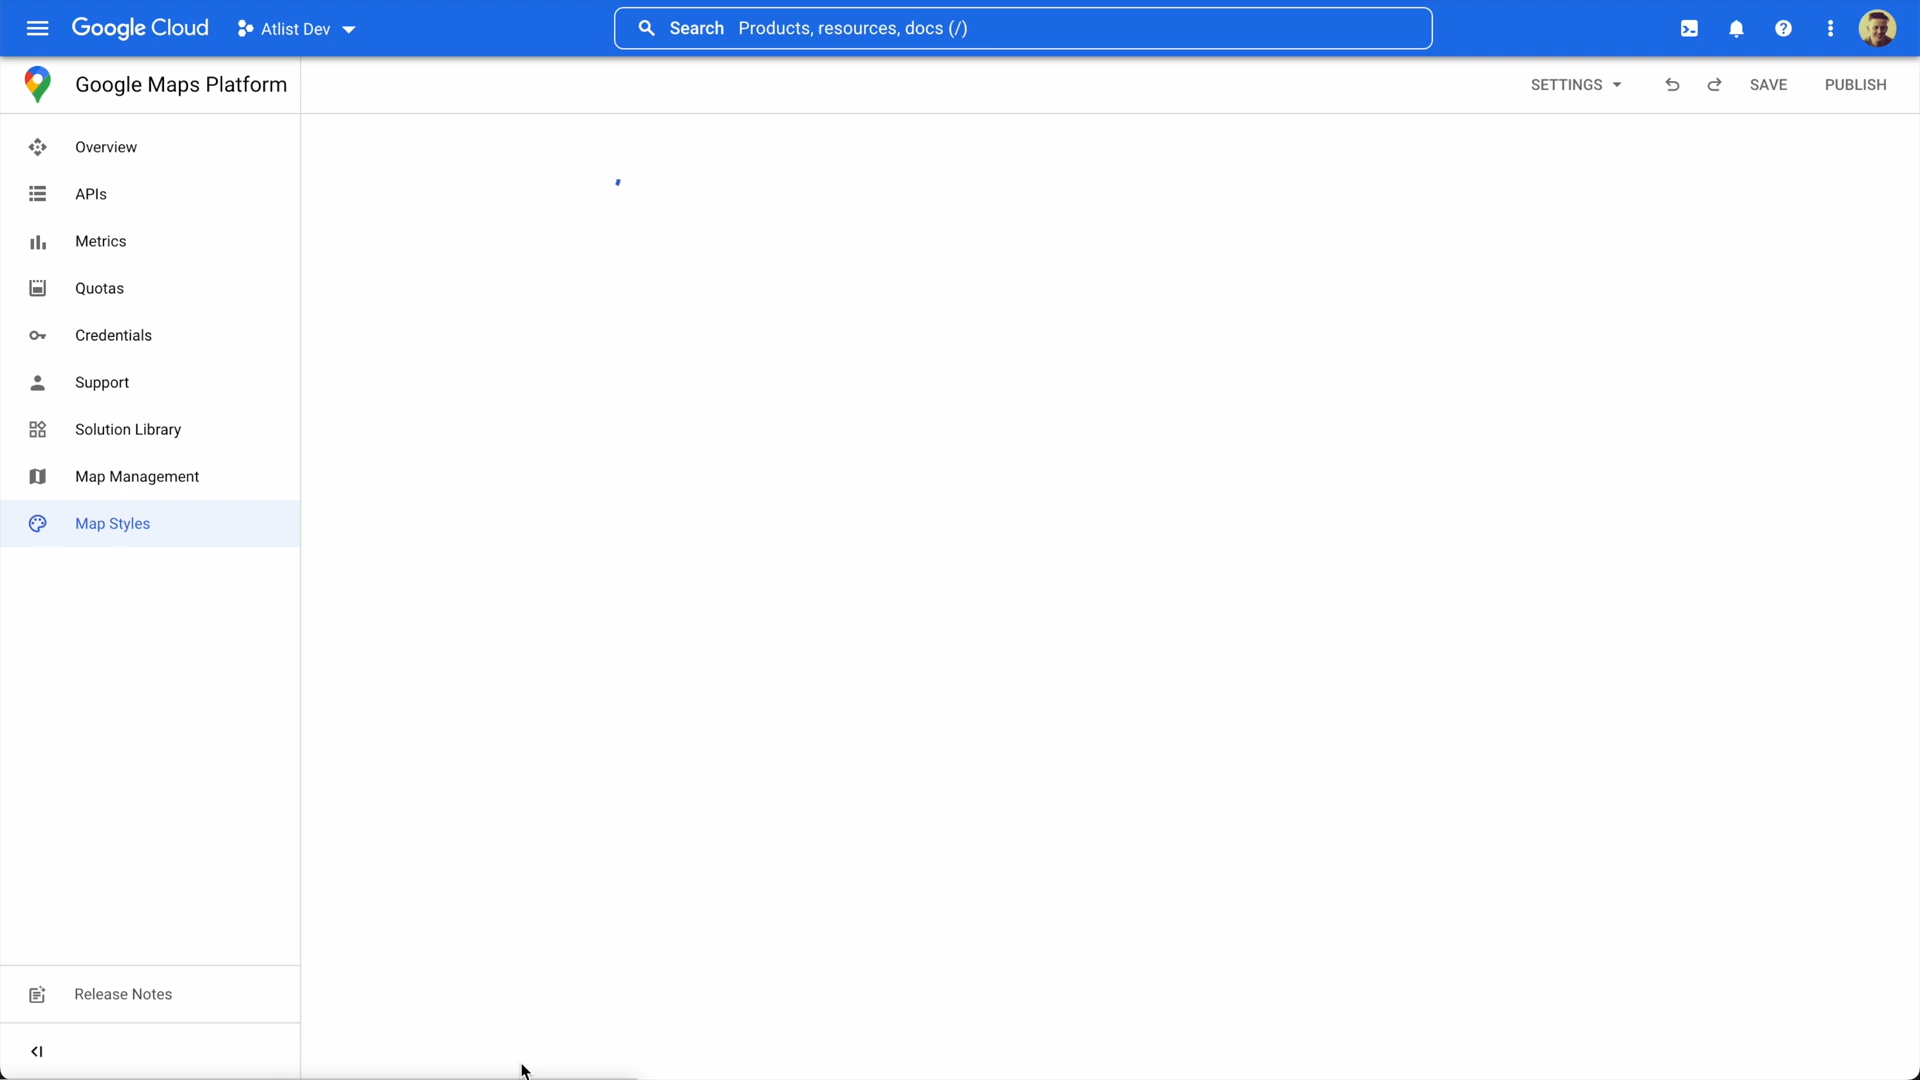 Google Cloud
Atlist Dev
Search Products, resources, docs (/)
Google Maps Platform
SETTINGS
SAVE
PUBLISH
Overview
APIs
Metrics
Quotas
Credentials
Support
Solution Library
Map Management
Map Styles
Release Notes